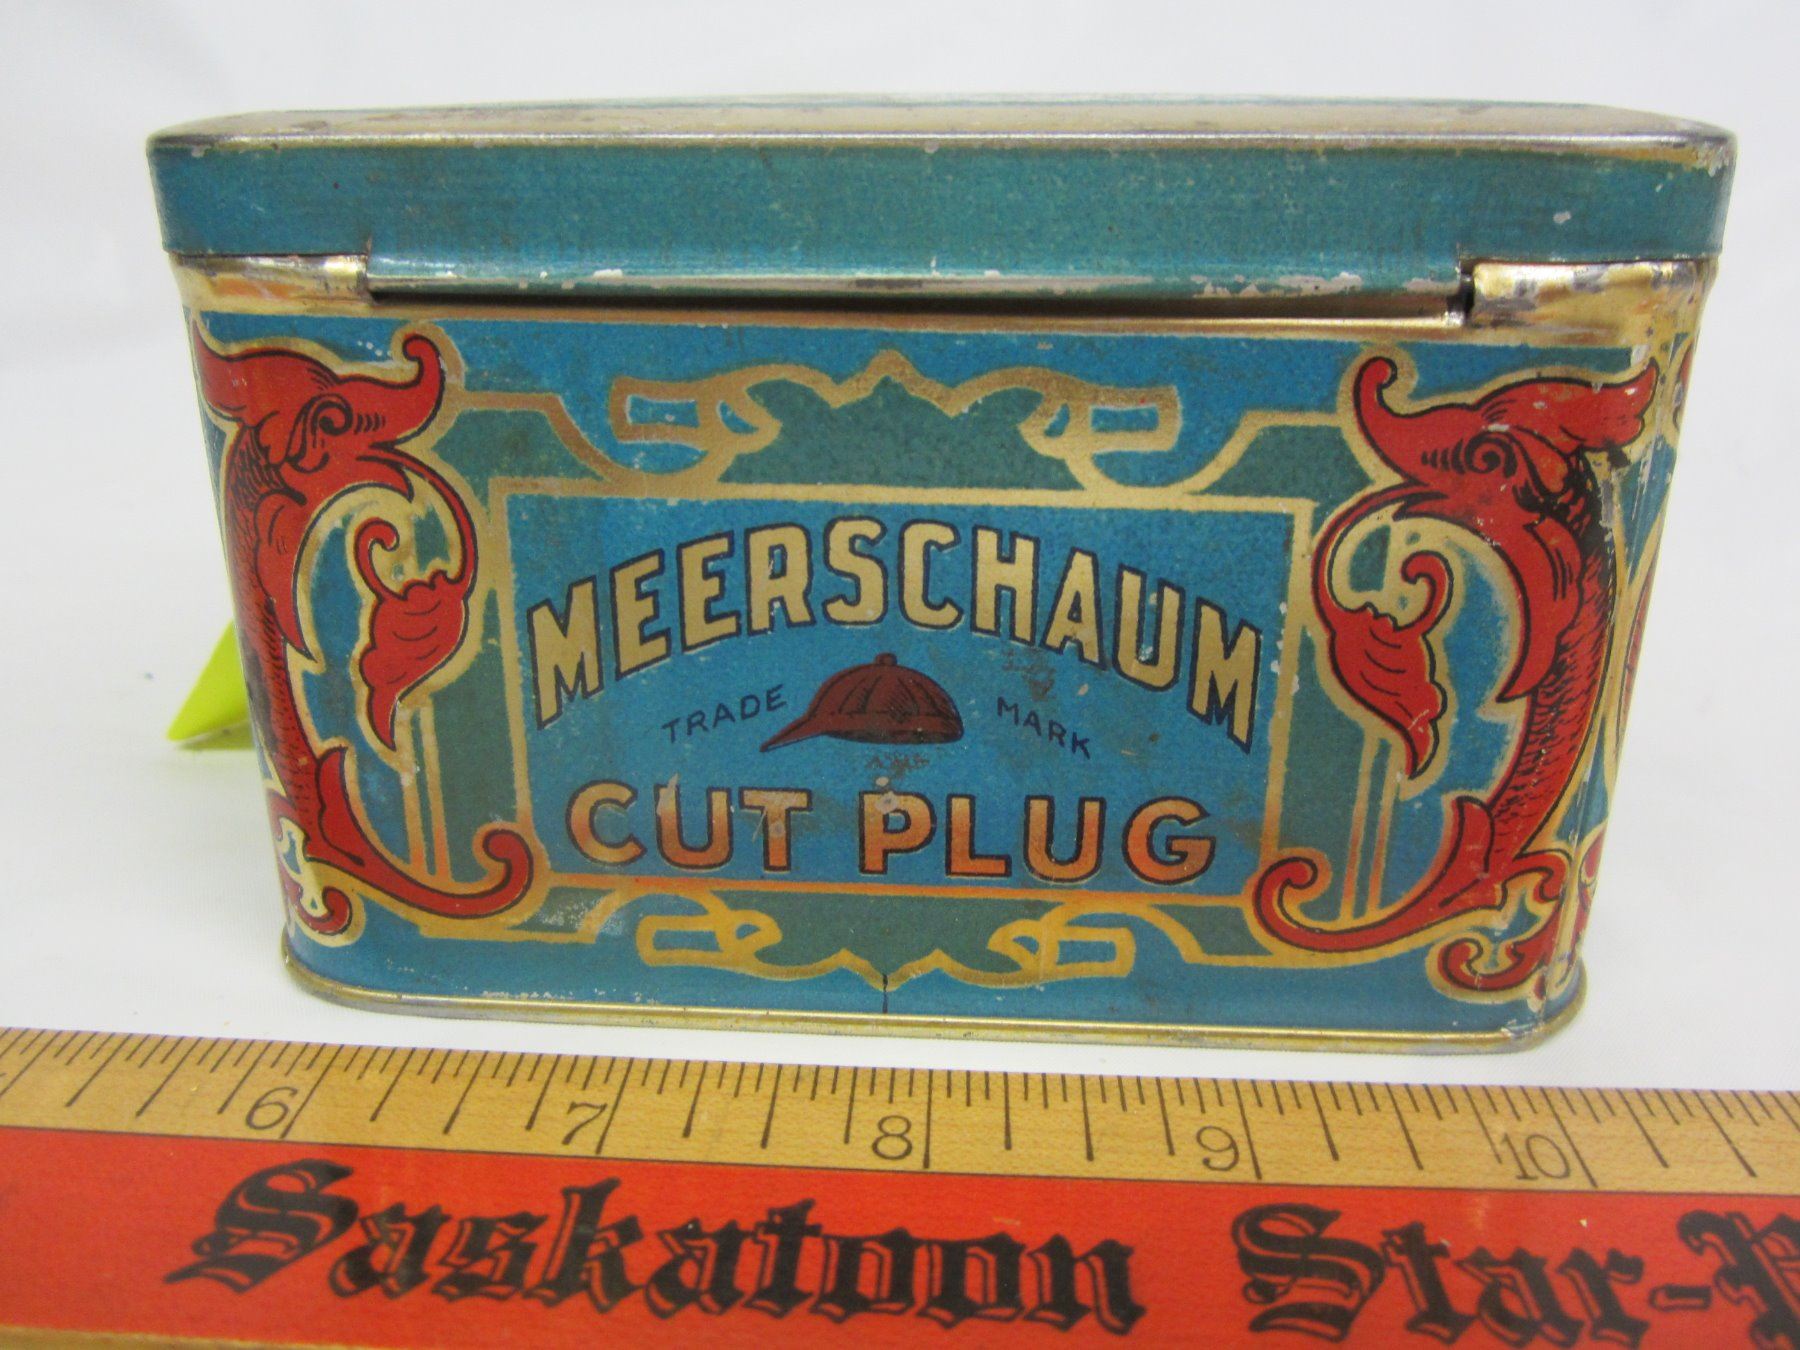 MEERSCHAUM
TRADE MARK
CUT PLUG
6 7 8 9 10
Saskatoon Star-P